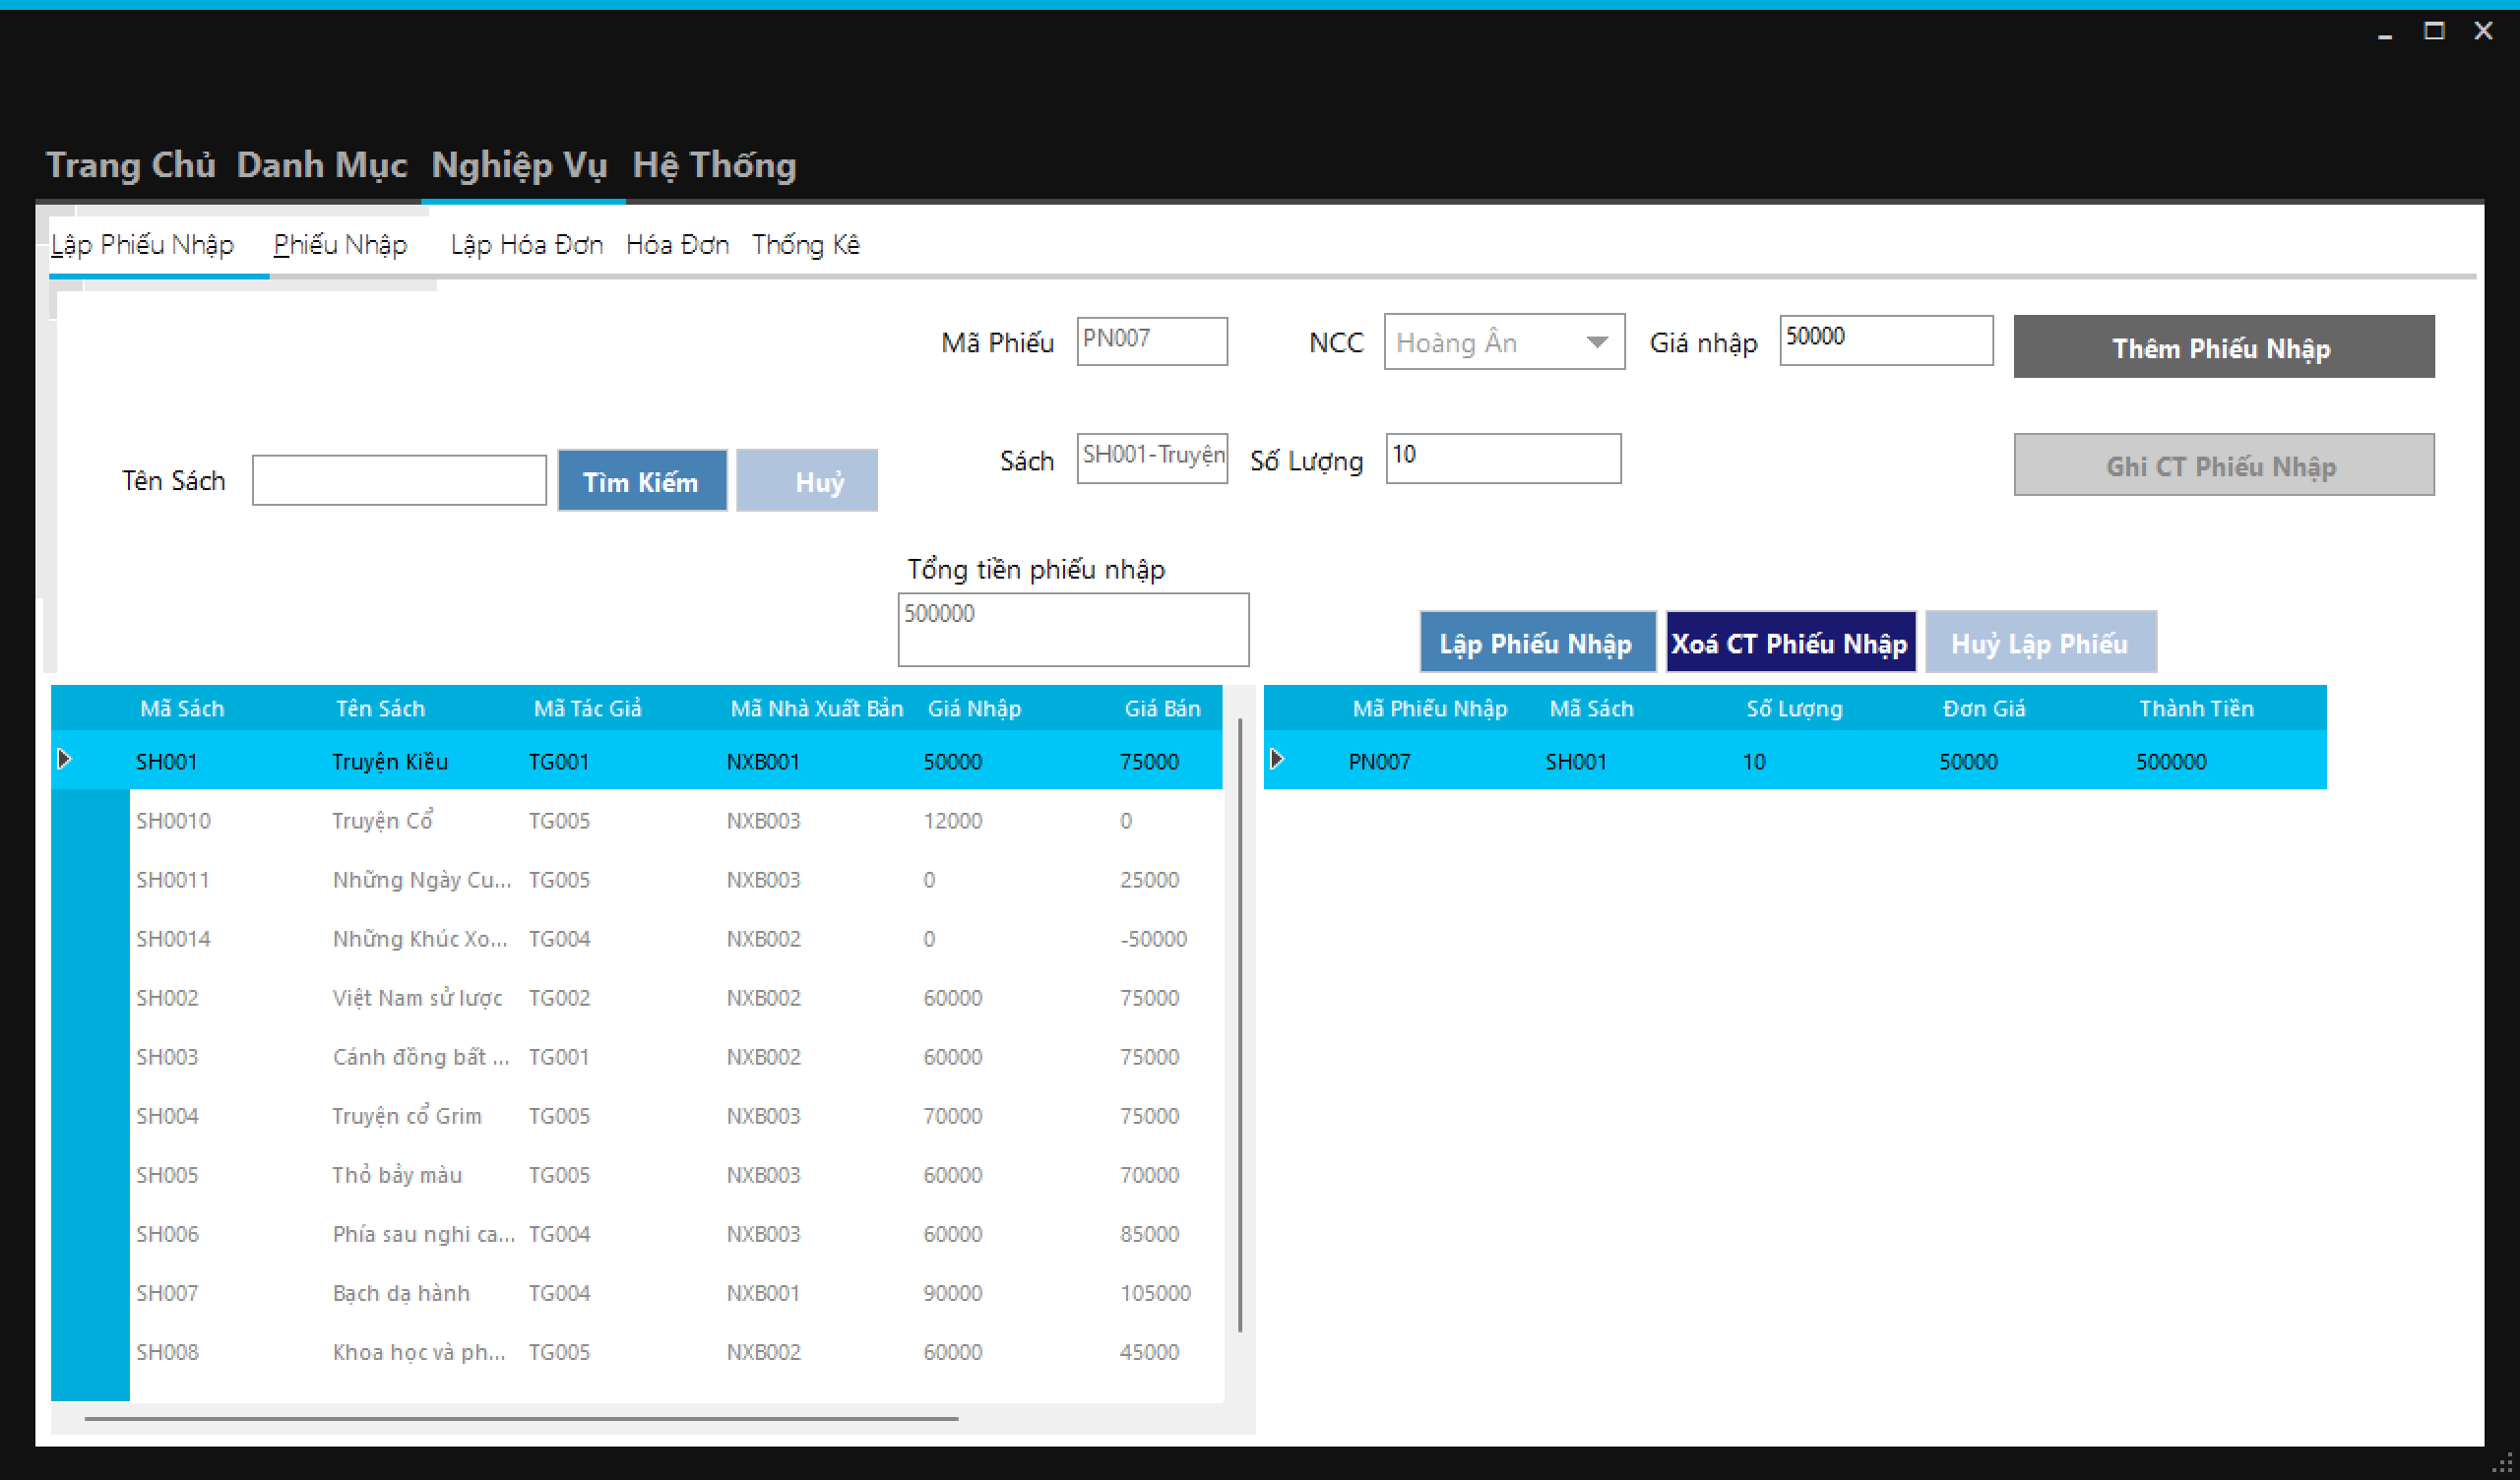 Trang Chủ Danh Mục Nghiệp Vụ Hệ Thống
Lập Phiếu Nhập Phiếu Nhập Lập Hóa Đơn Hóa Đơn Thống Kê
Mã Phiếu PN007 NCC Hoàng Ân Giá nhập 50000 Thêm Phiếu Nhập
Sách SH001-Truyện Số Lượng 10 Ghi CT Phiếu Nhập
Tên Sách Tìm Kiếm Huỷ
Tổng tiền phiếu nhập
500000
Lập Phiếu Nhập Xoá CT Phiếu Nhập Huỷ Lập Phiếu
Mã Sách Tên Sách Mã Tác Giả Mã Nhà Xuất Bản Giá Nhập Giá Bán
SH001 Truyện Kiều TG001 NXB001 50000 75000
SH0010 Truyện Cổ TG005 NXB003 12000 0
SH0011 Những Ngày Cu... TG005 NXB003 0 25000
SH0014 Những Khúc Xo... TG004 NXB002 0 -50000
SH002 Việt Nam sử lược TG002 NXB002 60000 75000
SH003 Cánh đồng bất ... TG001 NXB002 60000 75000
SH004 Truyện cổ Grim TG005 NXB003 70000 75000
SH005 Thỏ bảy màu TG005 NXB003 60000 70000
SH006 Phía sau nghi ca... TG004 NXB003 60000 85000
SH007 Bạch dạ hành TG004 NXB001 90000 105000
SH008 Khoa học và ph... TG005 NXB002 60000 45000
Mã Phiếu Nhập Mã Sách Số Lượng Đơn Giá Thành Tiền
PN007 SH001 10 50000 500000